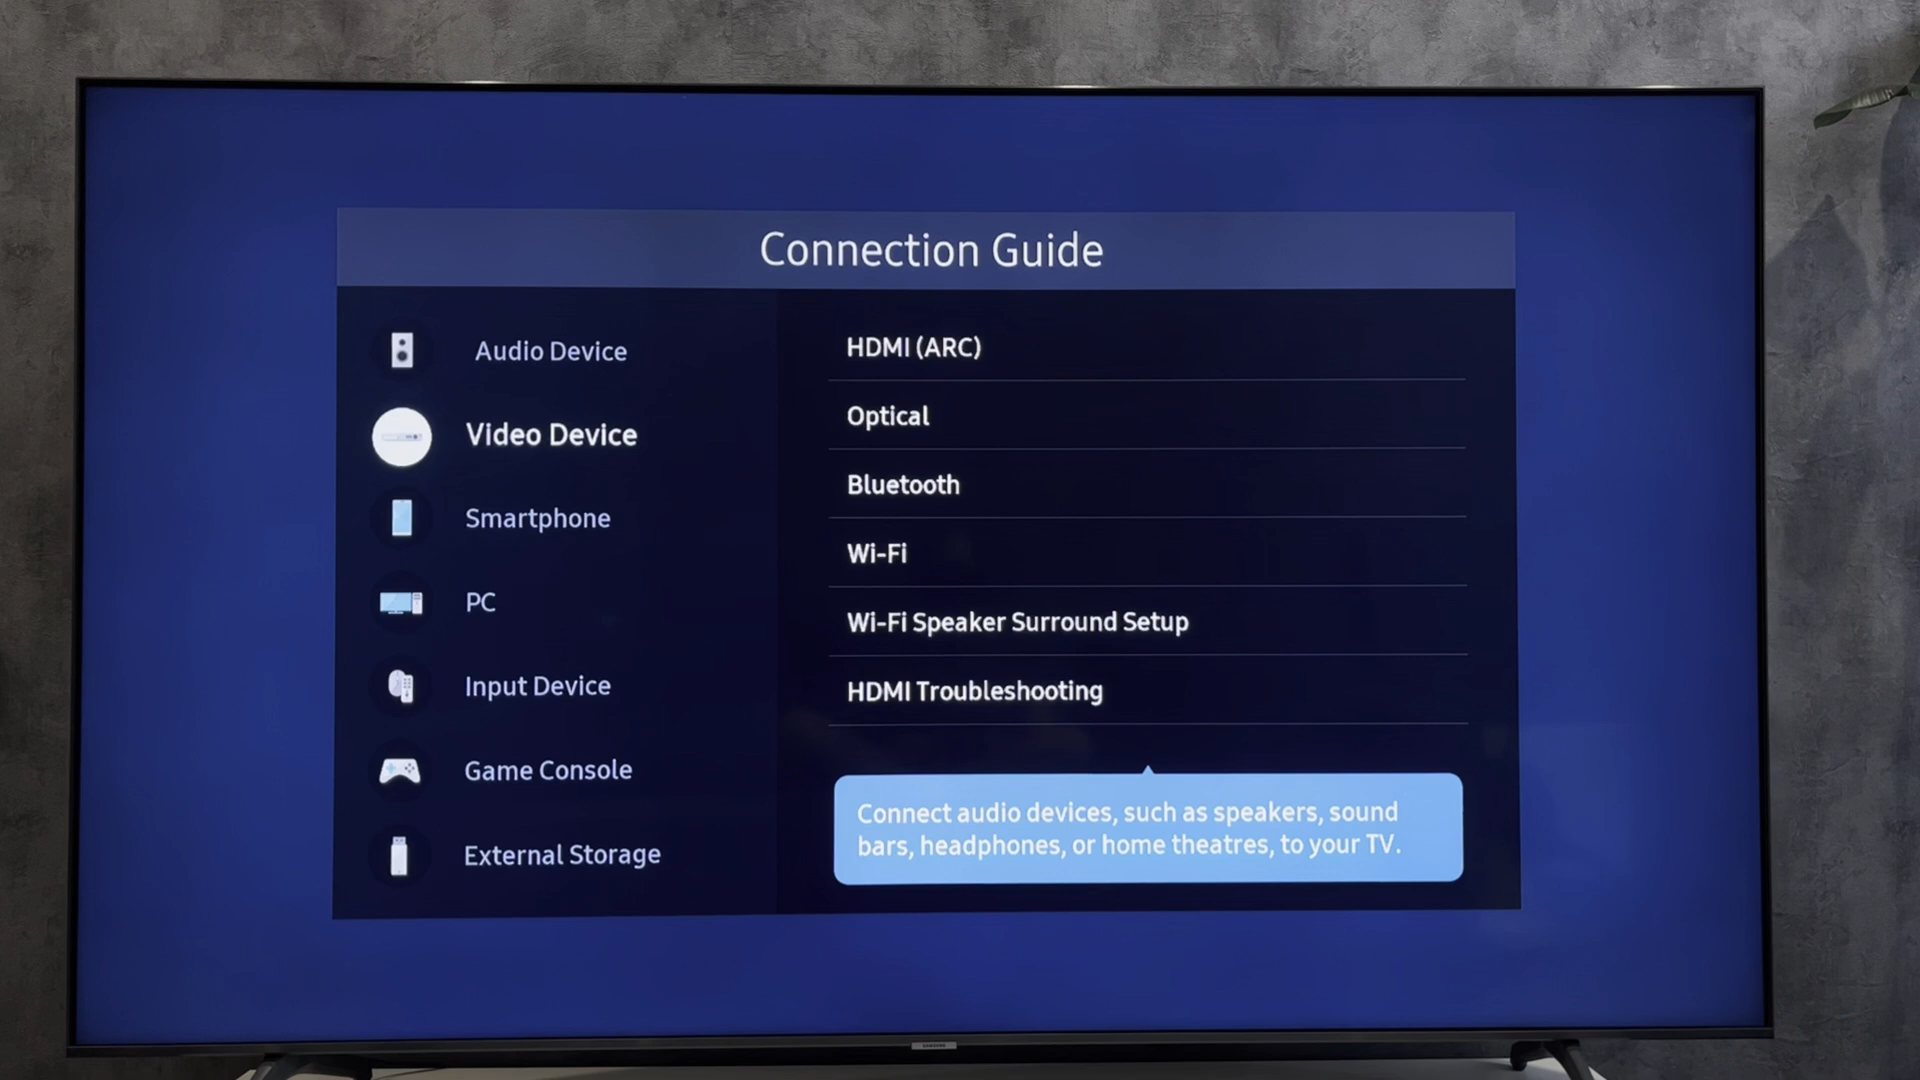 Connection Guide
Audio Device
Video Device
Smartphone
PC
Input Device
Game Console
External Storage
HDMI (ARC)
Optical
Bluetooth
Wi-Fi
Wi-Fi Speaker Surround Setup
HDMI Troubleshooting
Connect audio devices, such as speakers, sound
bars, headphones, or home theatres, to your TV.
SAMSUNG